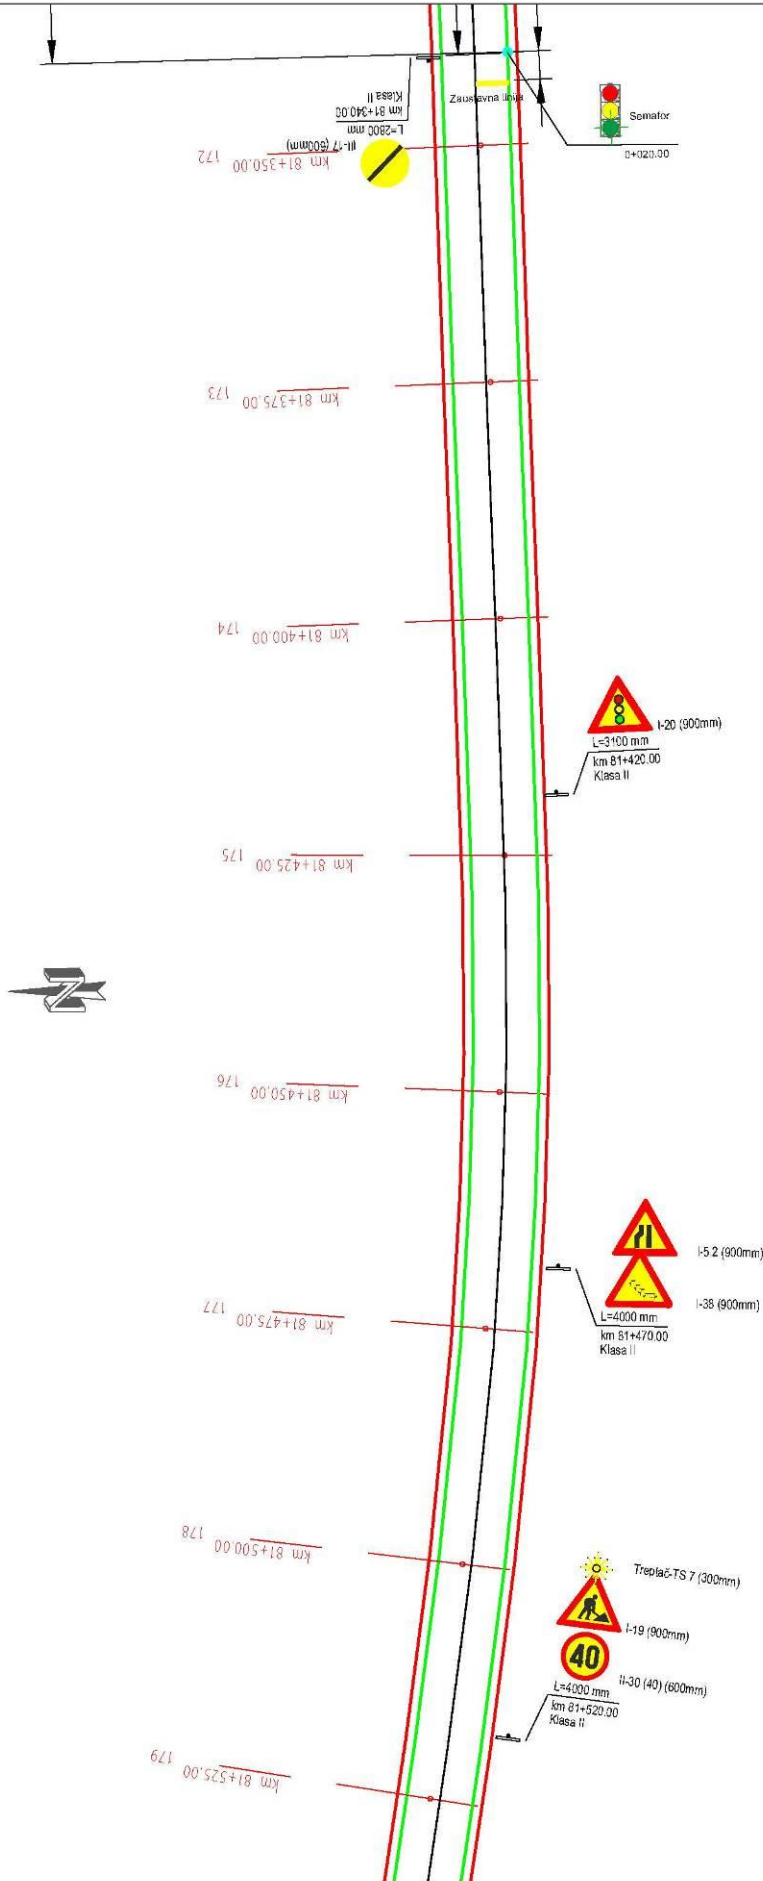 Klasa II
km 81+340.00
L=2800 mm
III-17 (600mm)
Zaustavna linija
Semafor
0+020.00
172
km 81+350.00
173
km 81+375.00
174
km 81+400.00
I-20 (900mm)
L=3100 mm
km 81+420.00
Klasa II
175
km 81+425.00
Z
176
km 81+450.00
I-5.2 (900mm)
I-38 (900mm)
L=4000 mm
km 81+470.00
Klasa II
177
km 81+475.00
178
km 81+500.00
Treptač-TS 7 (300mm)
I-19 (900mm)
40
II-30 (40) (600mm)
L=4000 mm
km 81+520.00
Klasa II
179
km 81+525.00